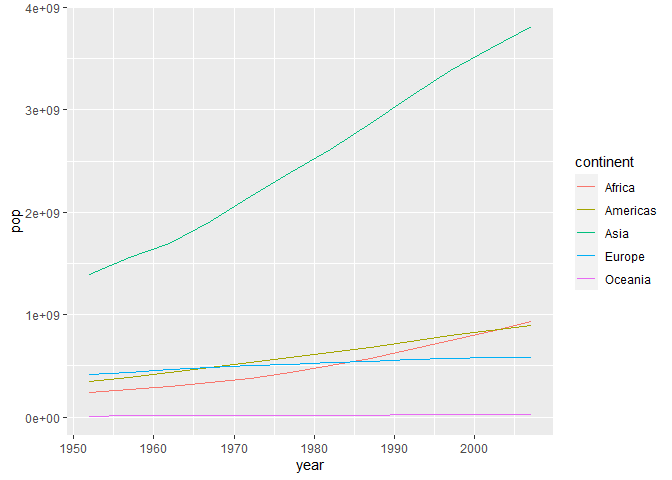 4e+09
3e+09
2e+09
1e+09
0e+00
pop
1950 1960 1970 1980 1990 2000
year
continent
Africa
Americas
Asia
Europe
Oceania